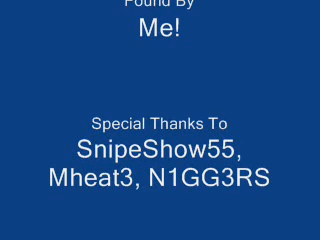 Found By
Me!
Special Thanks To
SnipeShow55,
Mheat3, N1GG3RS